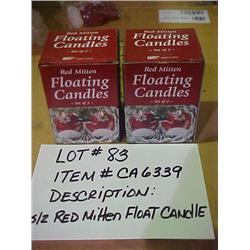 Red Mitten
Floating
Candles
Set of 2
Red Mitten
Floating
Candles
Set of 2
LOT # 83
ITEM # CA6339
DESCRIPTION:
S/2 RED MiTTEN FLOAT CANDLE